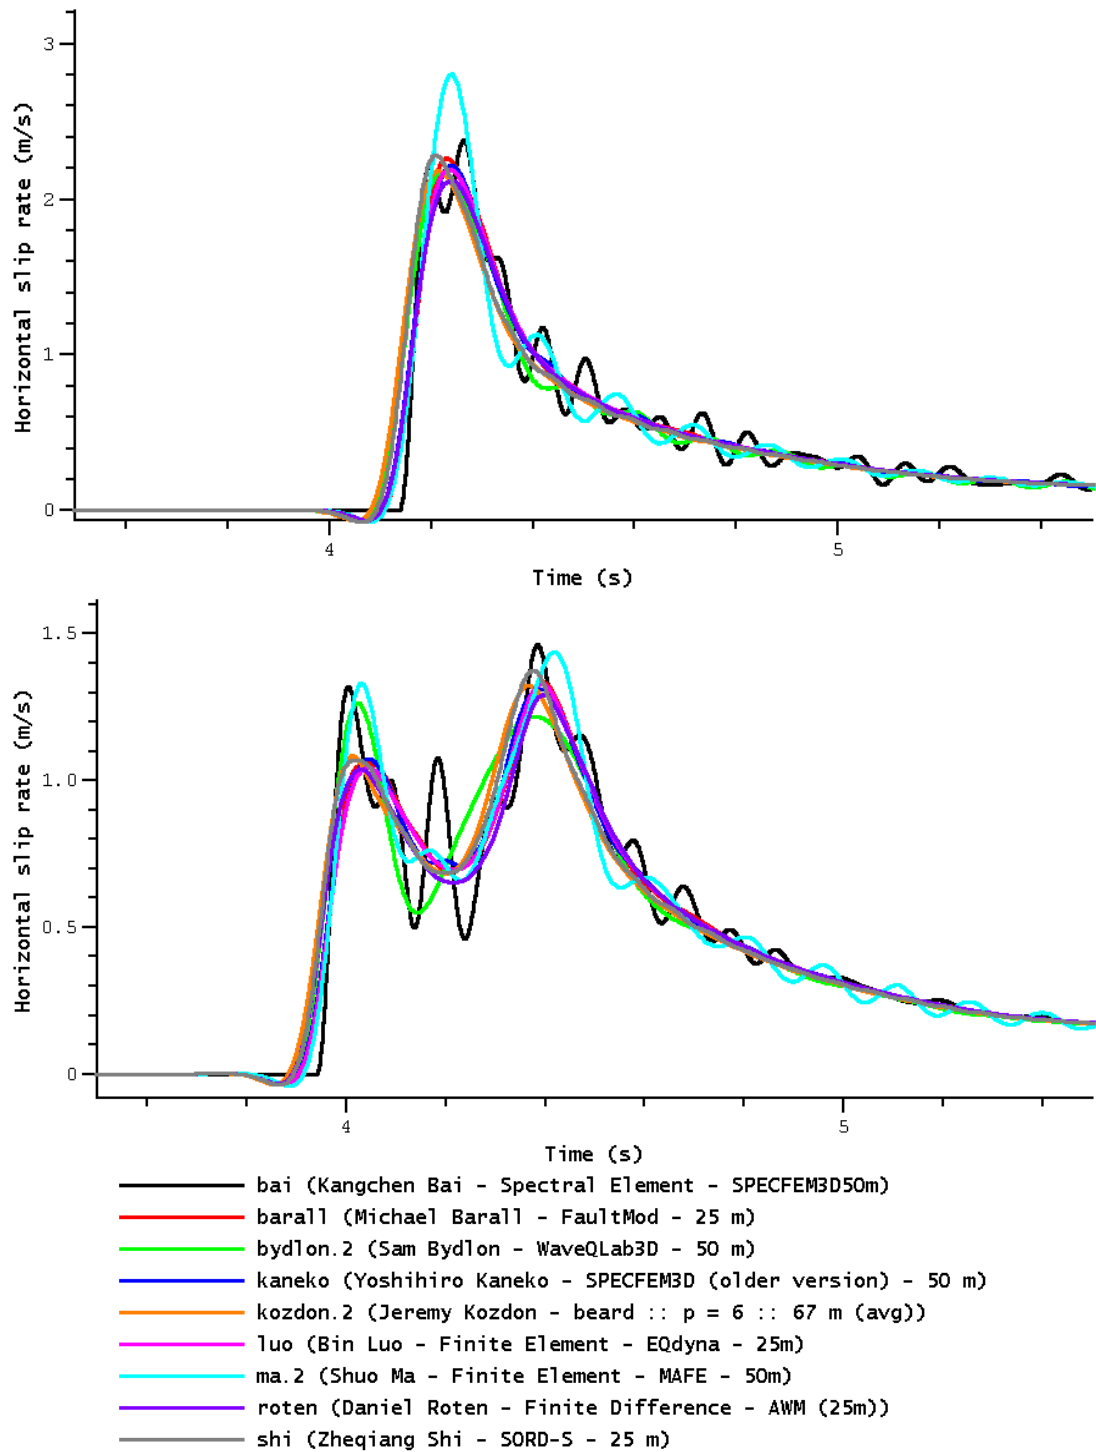 3
2
1
0
Horizontal slip rate (m/s)
4
5
Time (s)
1.5
1.0
0.5
0
Horizontal slip rate (m/s)
4
5
Time (s)
bai (Kangchen Bai - Spectral Element - SPECFEM3D50m)
barall (Michael Barall - FaultMod - 25 m)
bydlon.2 (Sam Bydlon - WaveQLab3D - 50 m)
kaneko (Yoshihiro Kaneko - SPECFEM3D (older version) - 50 m)
kozdon.2 (Jeremy Kozdon - beard :: p = 6 :: 67 m (avg))
luo (Bin Luo - Finite Element - EQdyna - 25m)
ma.2 (Shuo Ma - Finite Element - MAFE - 50m)
roten (Daniel Roten - Finite Difference - AWM (25m))
shi (Zheqiang Shi - SORD-S - 25 m)